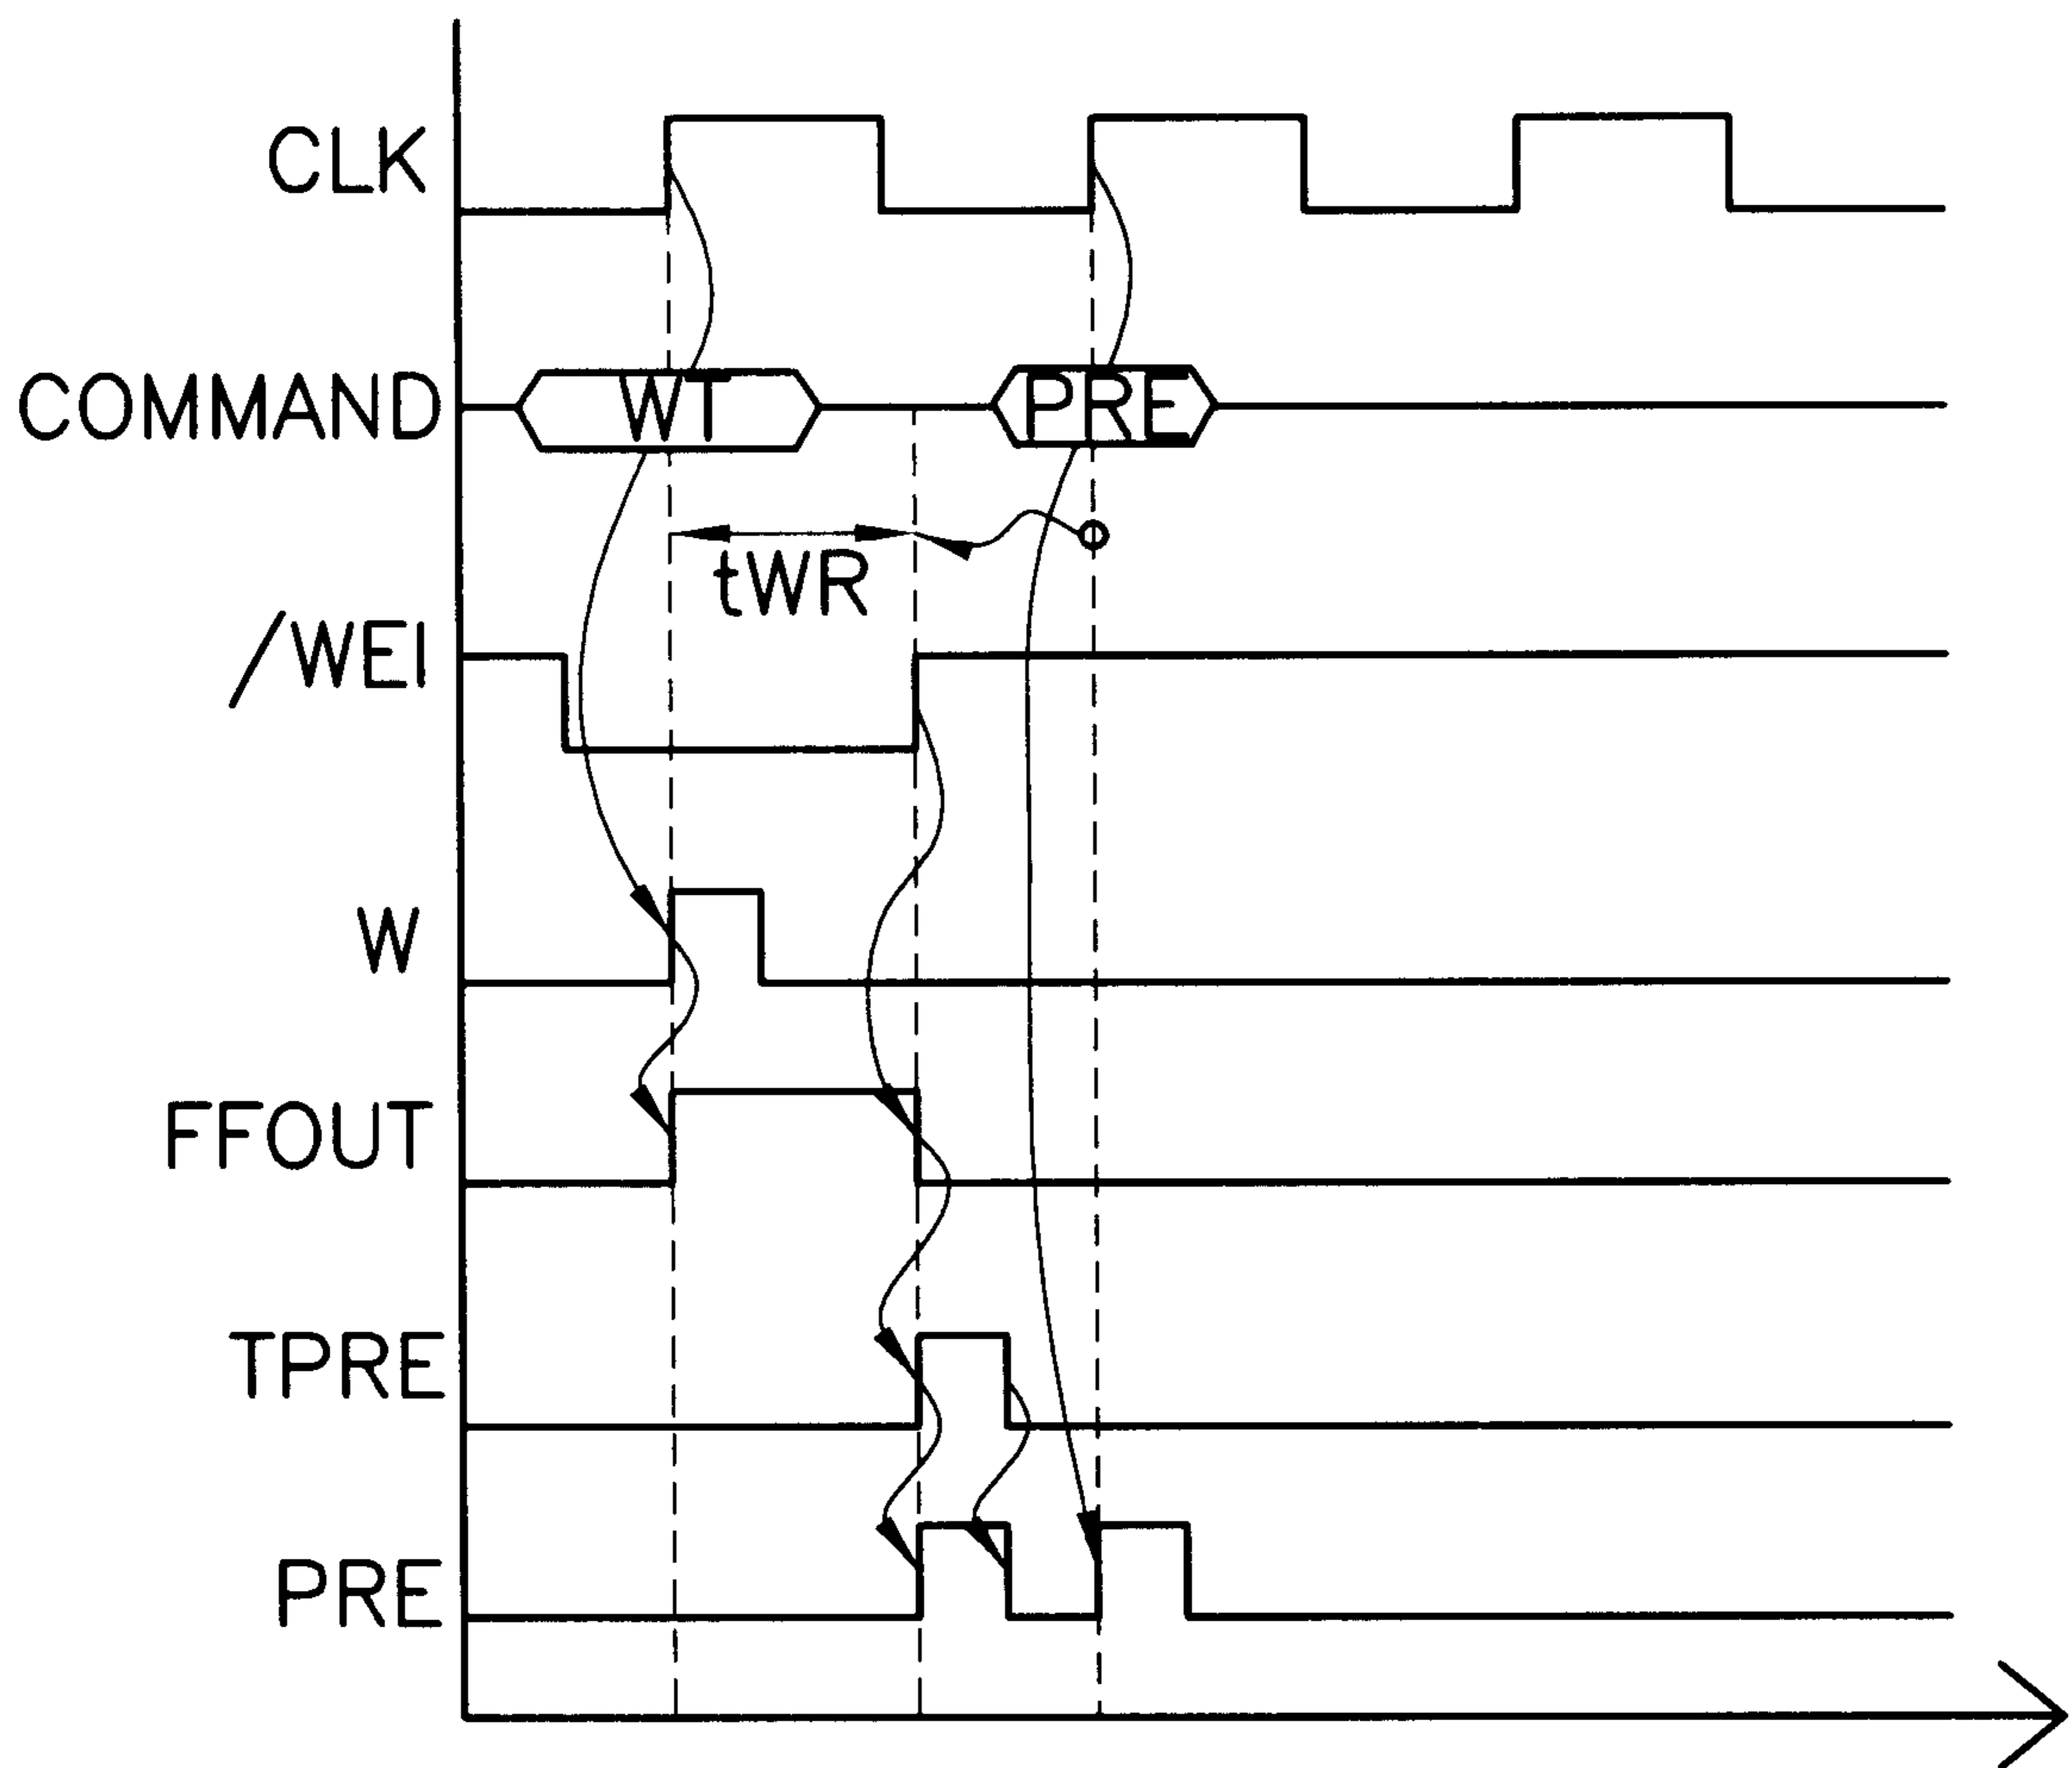 CLK
COMMAND WT PRE
tWR
/WEI
W
FFOUT
TPRE
PRE